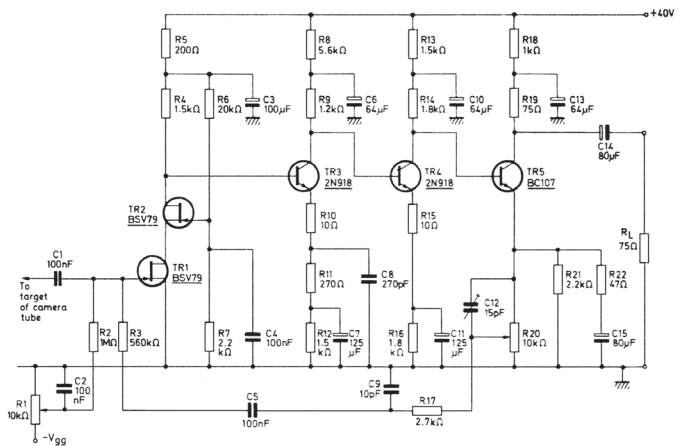 +40V
R5
200Ω
R8
5.6kΩ
R13
1.5kΩ
R18
1kΩ
R4
1.5kΩ
R6
20kΩ
C3
100µF
R9
1.2kΩ
C6
64µF
R14
1.8kΩ
C10
64µF
R19
75Ω
C13
64µF
C14
80µF
TR3
2N918
TR4
2N918
TR5
BC107
TR2
BSV79
R10
10Ω
R15
10Ω
RL
75Ω
C1
100nF
TR1
BSV79
To
target
of camera
tube
R11
270Ω
C8
270pF
R21
2.2kΩ
R22
47Ω
C12
15pF
R2
1MΩ
R3
560kΩ
R7
2.2
kΩ
C4
100nF
R12
1.5
kΩ
C7
125
µF
R16
1.8
kΩ
C11
125
µF
R20
10kΩ
C15
80µF
C2
100
nF
R1
10kΩ
-Vgg
C5
100nF
C9
10pF
R17
2.7kΩ